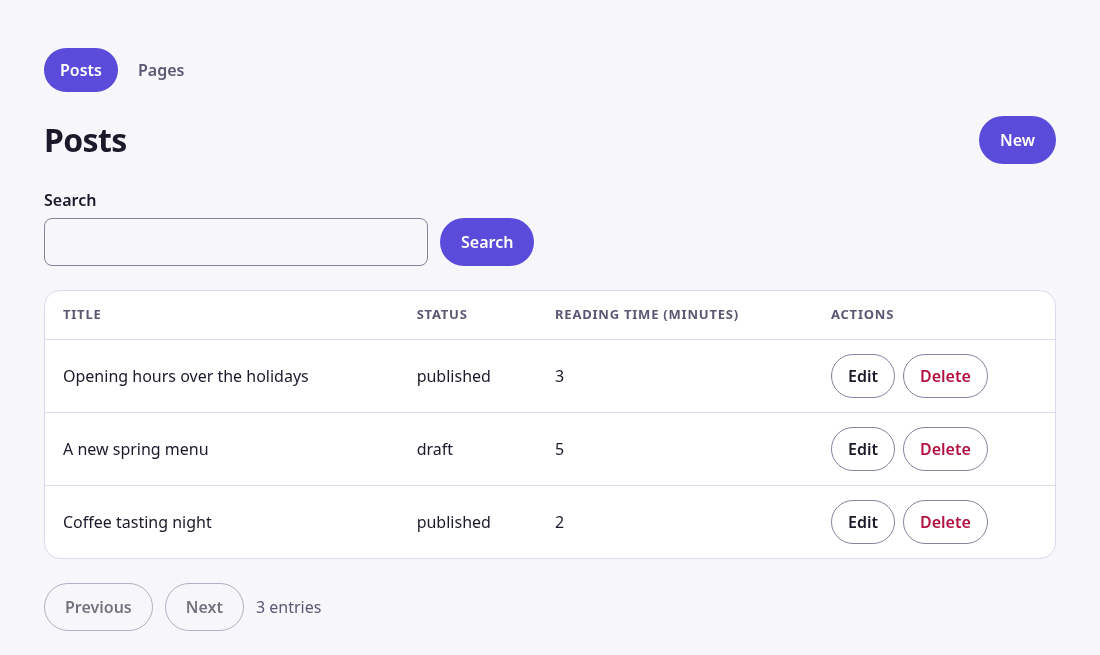 Posts Pages
Posts New
Search
Search
TITLE STATUS READING TIME (MINUTES) ACTIONS
Opening hours over the holidays published 3 Edit Delete
A new spring menu draft 5 Edit Delete
Coffee tasting night published 2 Edit Delete
Previous Next 3 entries